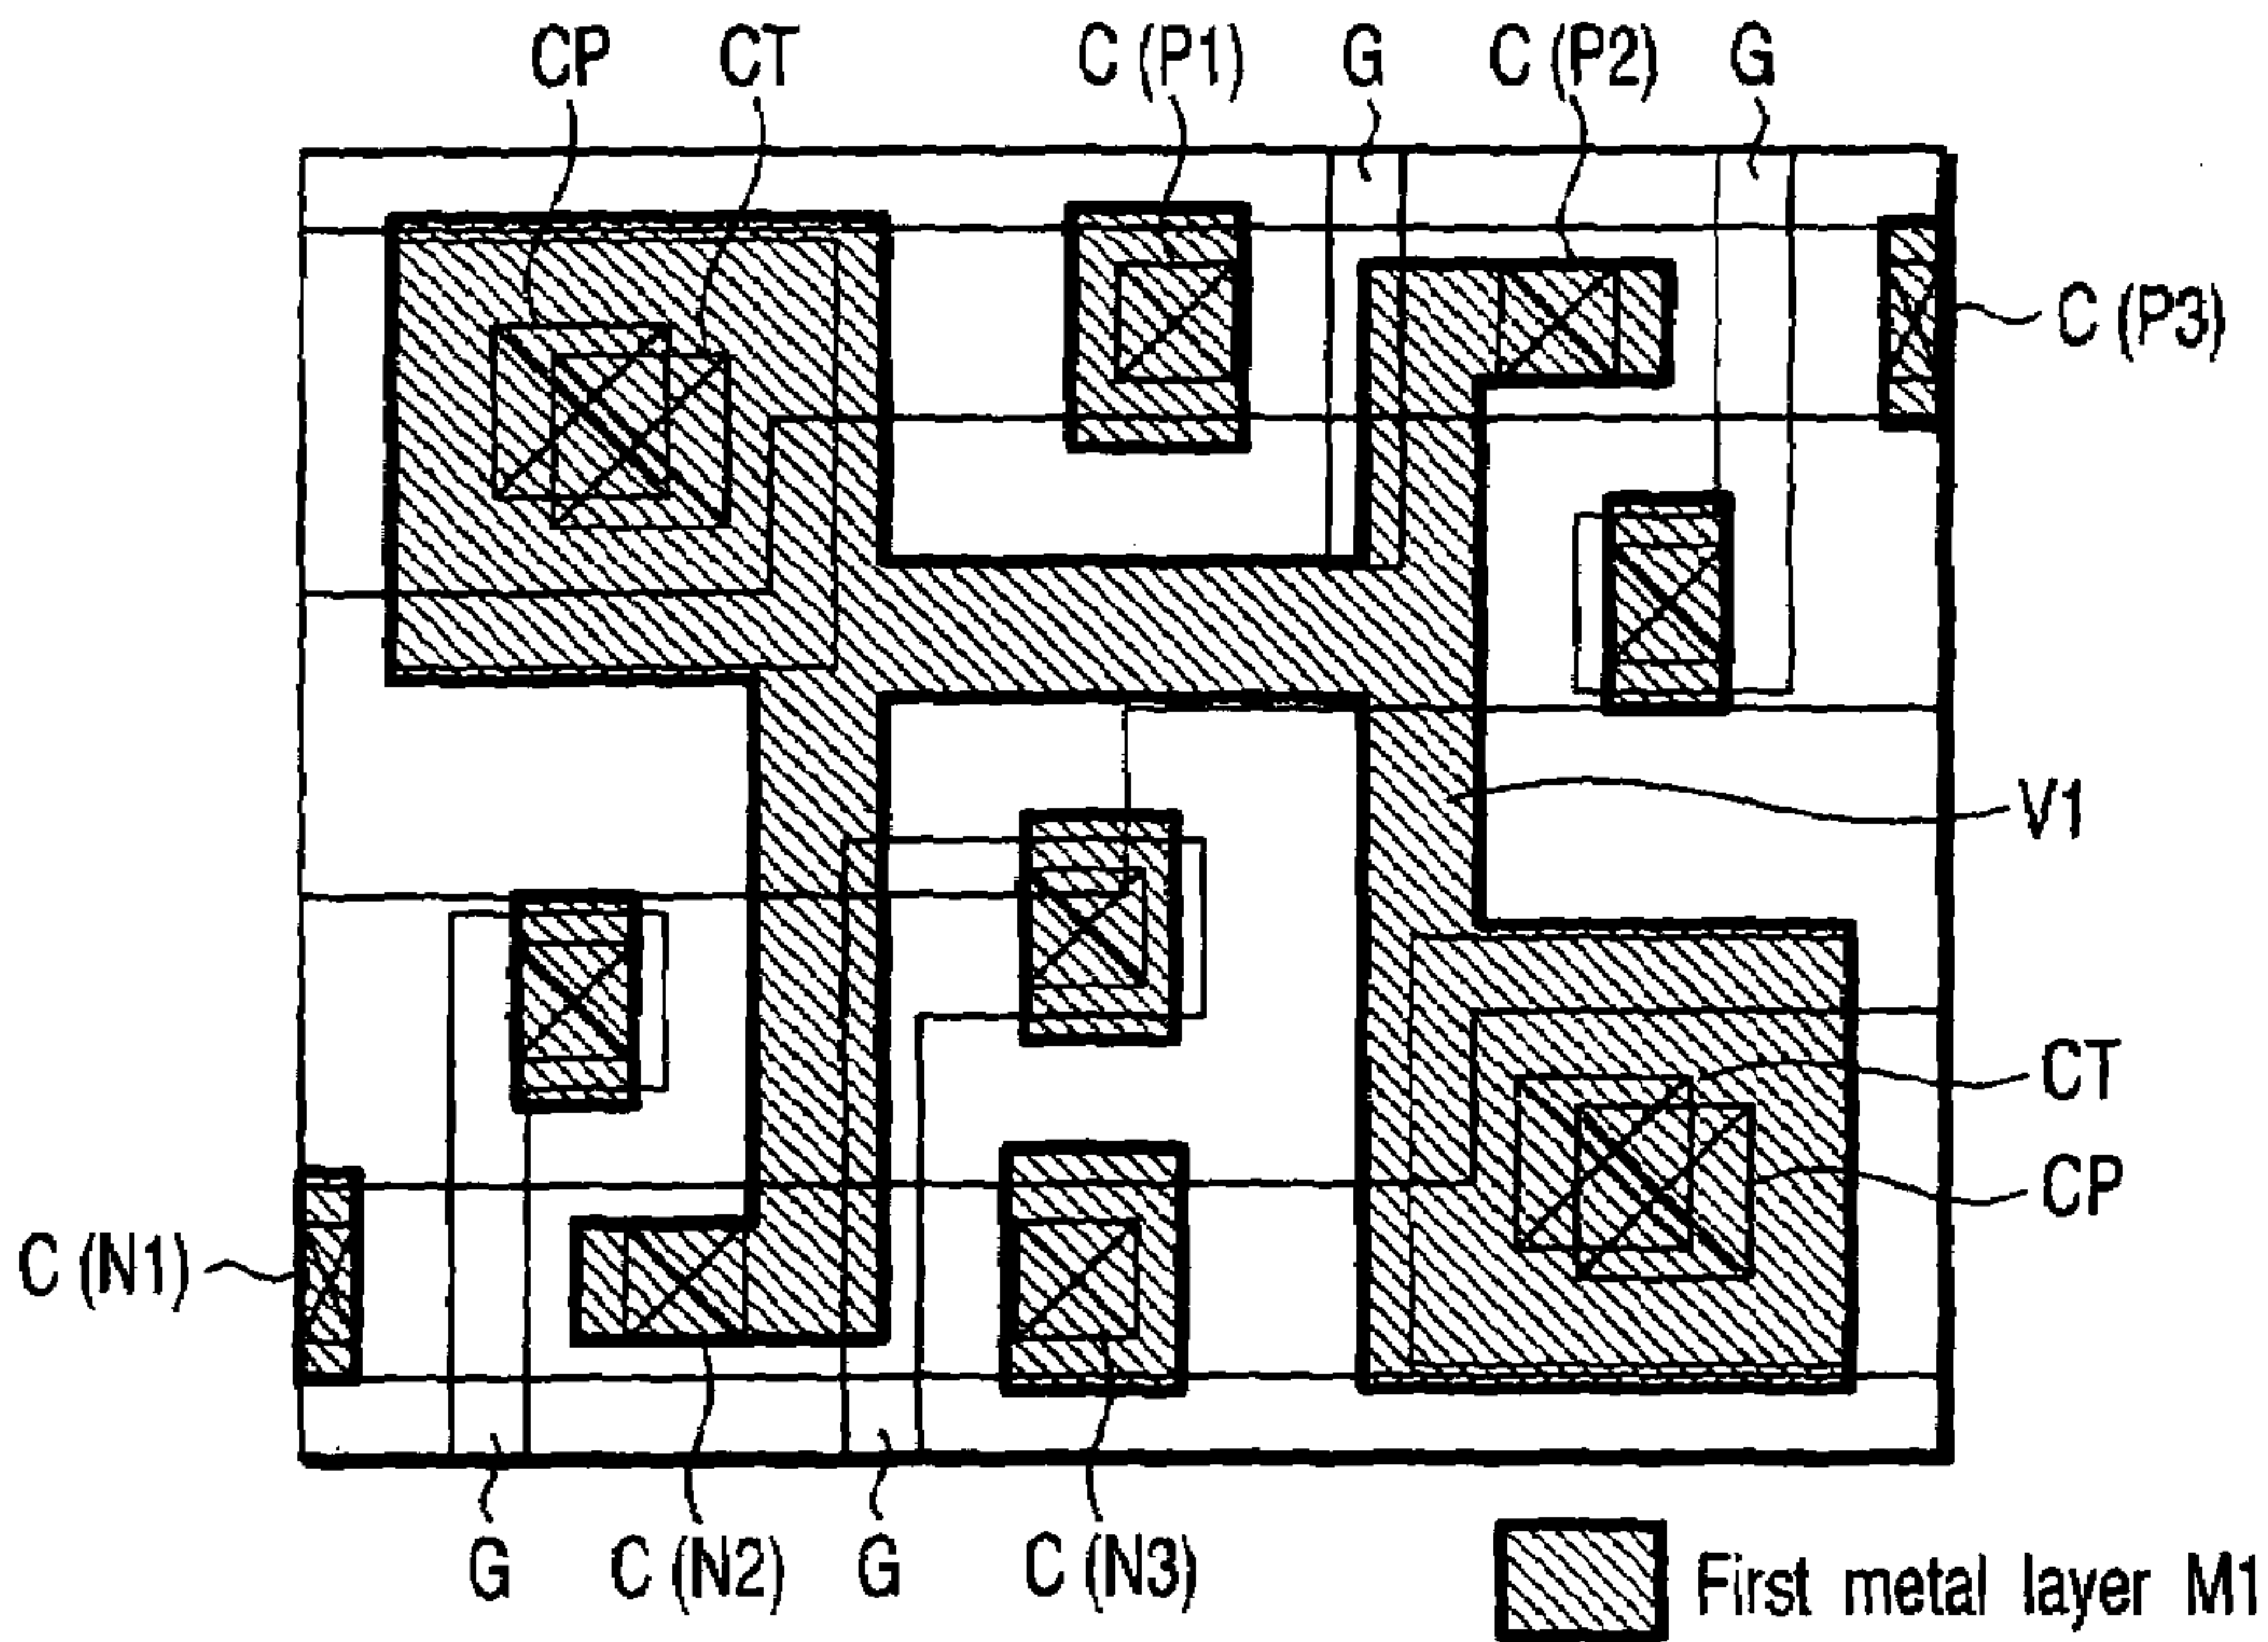 CP CT C (P1) G C (P2) G
C (P3)
V1
CT
CP
C (N1)
G C (N2) G C (N3)
First metal layer M1